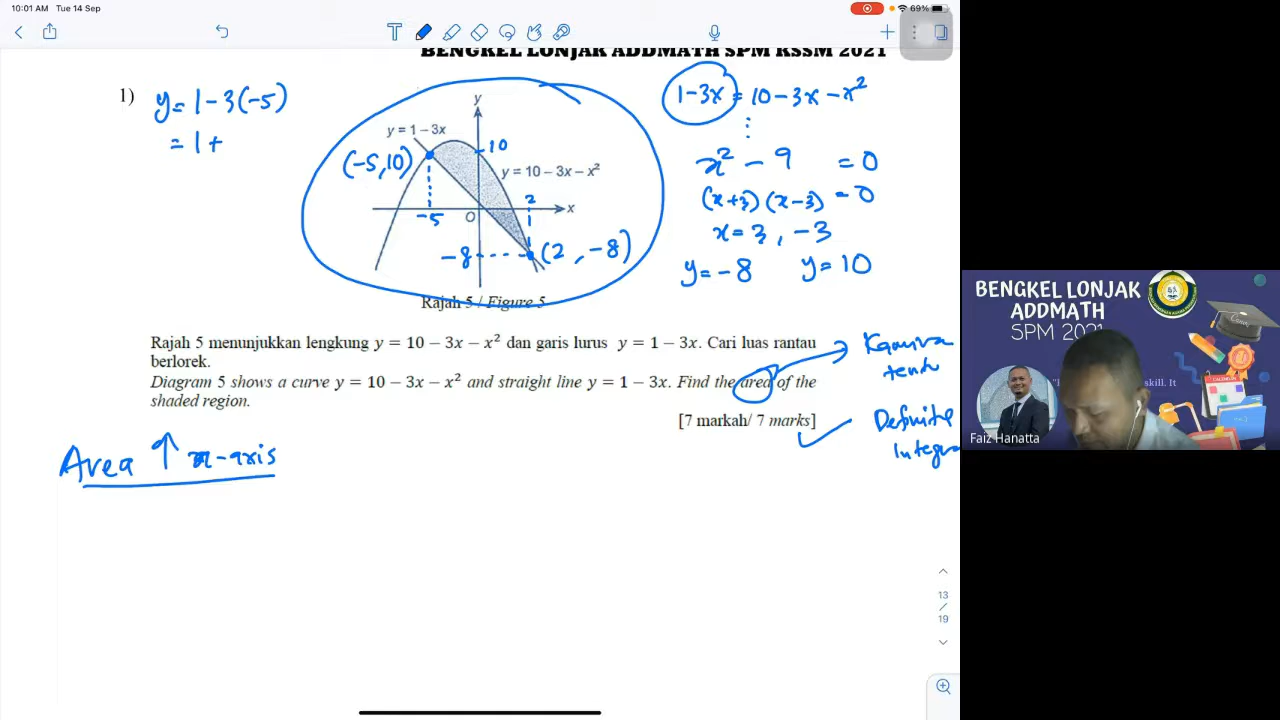 10:01 AM Tue 14 Sep
69%
BENGKEL LONJAK ADDMATH SPM KSSM 2021
1) y = 1 - 3(-5)
= 1 +
y
y = 1 − 3x
10
(-5,10)
y = 10 − 3x − x²
-5
O
2
x
-8
(2, -8)
Rajah 5 / Figure 5
1-3x = 10-3x-x²
⋮
x² - 9 = 0
(x+3)(x-3) = 0
x = 3, -3
y = -8 y = 10
Rajah 5 menunjukkan lengkung y = 10 − 3x − x² dan garis lurus y = 1 − 3x. Cari luas rantau
berlorek.
Diagram 5 shows a curve y = 10 − 3x − x² and straight line y = 1 − 3x. Find the area of the
shaded region.
[7 markah/ 7 marks]
Definite
Area ↑ x-axis
13
/
19
BENGKEL LONJAK
ADDMATH
SPM 2021
skill. It
CALENDAR
Faiz Hanatta